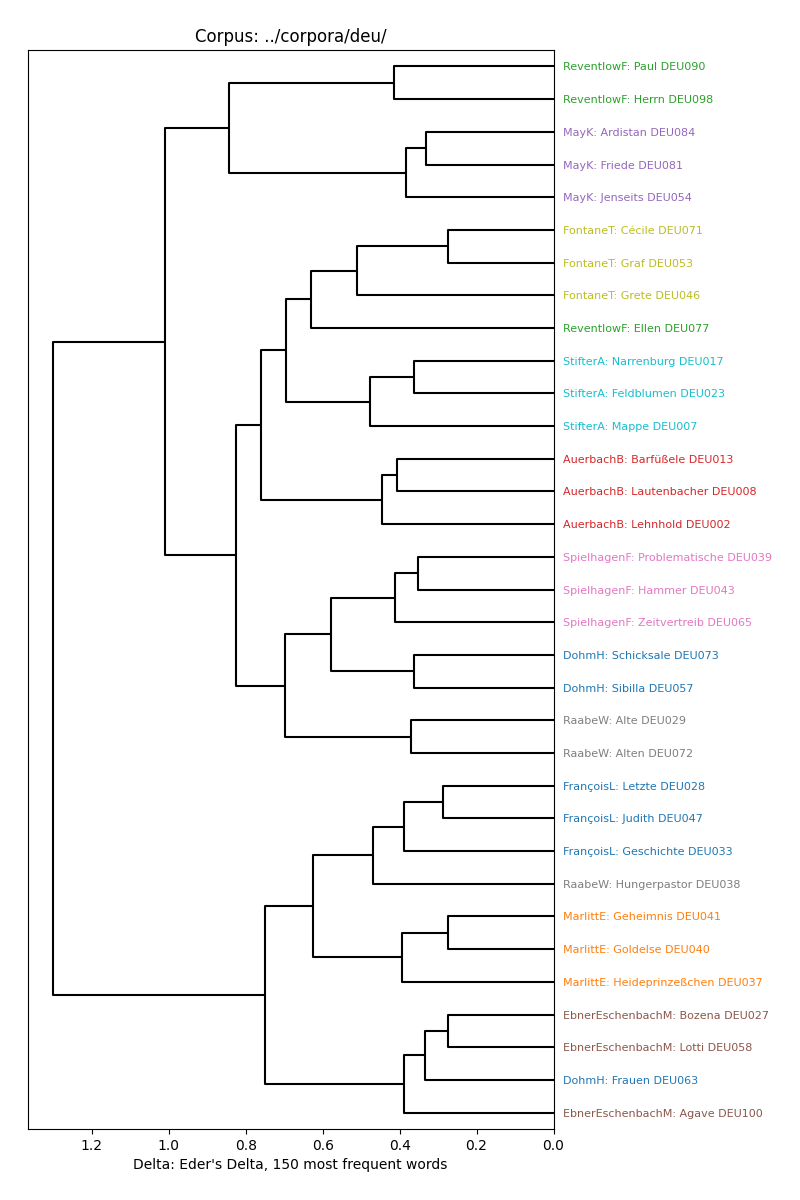 Corpus: ../corpora/deu/
ReventlowF: Paul DEU090
ReventlowF: Herrn DEU098
MayK: Ardistan DEU084
MayK: Friede DEU081
MayK: Jenseits DEU054
FontaneT: Cécile DEU071
FontaneT: Graf DEU053
FontaneT: Grete DEU046
ReventlowF: Ellen DEU077
StifterA: Narrenburg DEU017
StifterA: Feldblumen DEU023
StifterA: Mappe DEU007
AuerbachB: Barfüßele DEU013
AuerbachB: Lautenbacher DEU008
AuerbachB: Lehnhold DEU002
SpielhagenF: Problematische DEU039
SpielhagenF: Hammer DEU043
SpielhagenF: Zeitvertreib DEU065
DohmH: Schicksale DEU073
DohmH: Sibilla DEU057
RaabeW: Alte DEU029
RaabeW: Alten DEU072
FrançoisL: Letzte DEU028
FrançoisL: Judith DEU047
FrançoisL: Geschichte DEU033
RaabeW: Hungerpastor DEU038
MarlittE: Geheimnis DEU041
MarlittE: Goldelse DEU040
MarlittE: Heideprinzeßchen DEU037
EbnerEschenbachM: Bozena DEU027
EbnerEschenbachM: Lotti DEU058
DohmH: Frauen DEU063
EbnerEschenbachM: Agave DEU100
1.2 1.0 0.8 0.6 0.4 0.2 0.0
Delta: Eder's Delta, 150 most frequent words